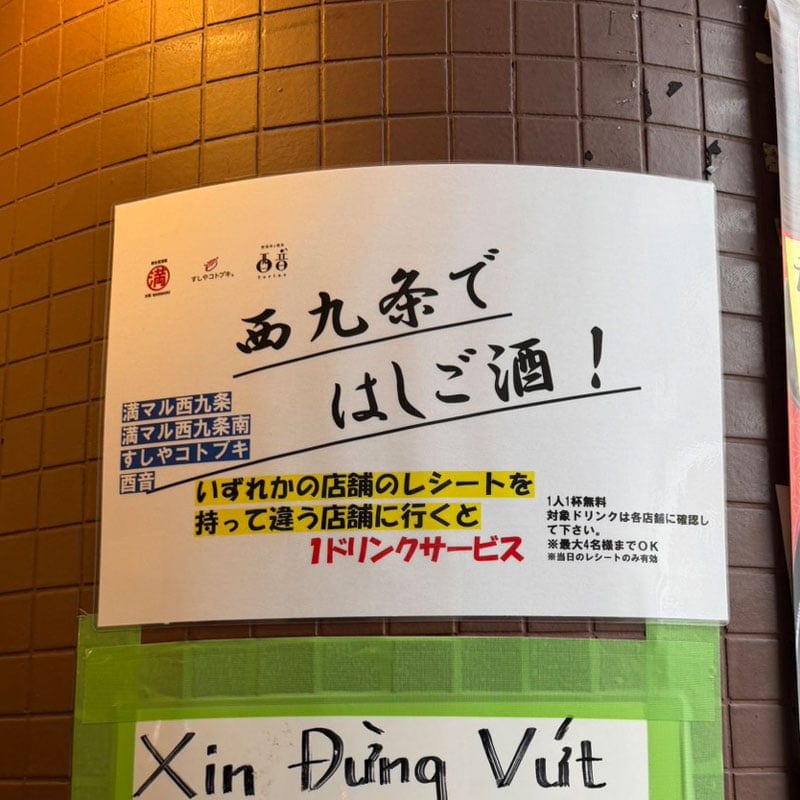 満
すしやコトブキ
酉音
西九条で
はしご酒！
満マル西九条
満マル西九条南
すしやコトブキ
酉音
いずれかの店舗のレシートを
持って違う店舗に行くと
1ドリンクサービス
1人1杯無料
対象ドリンクは各店舗に確認し
て下さい。
※最大4名様までOK
※当日のレシートのみ有効
Xin Đừng Vứt